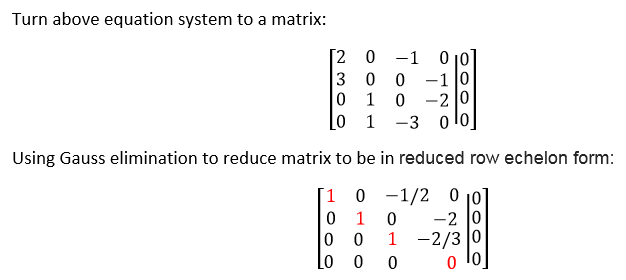 Turn above equation system to a matrix:
[2 0 −1 0|0]
[3 0 0 −1|0]
[0 1 0 −2|0]
[0 1 −3 0|0]
Using Gauss elimination to reduce matrix to be in reduced row echelon form:
[1 0 −1/2 0|0]
[0 1 0 −2|0]
[0 0 1 −2/3|0]
[0 0 0 0|0]